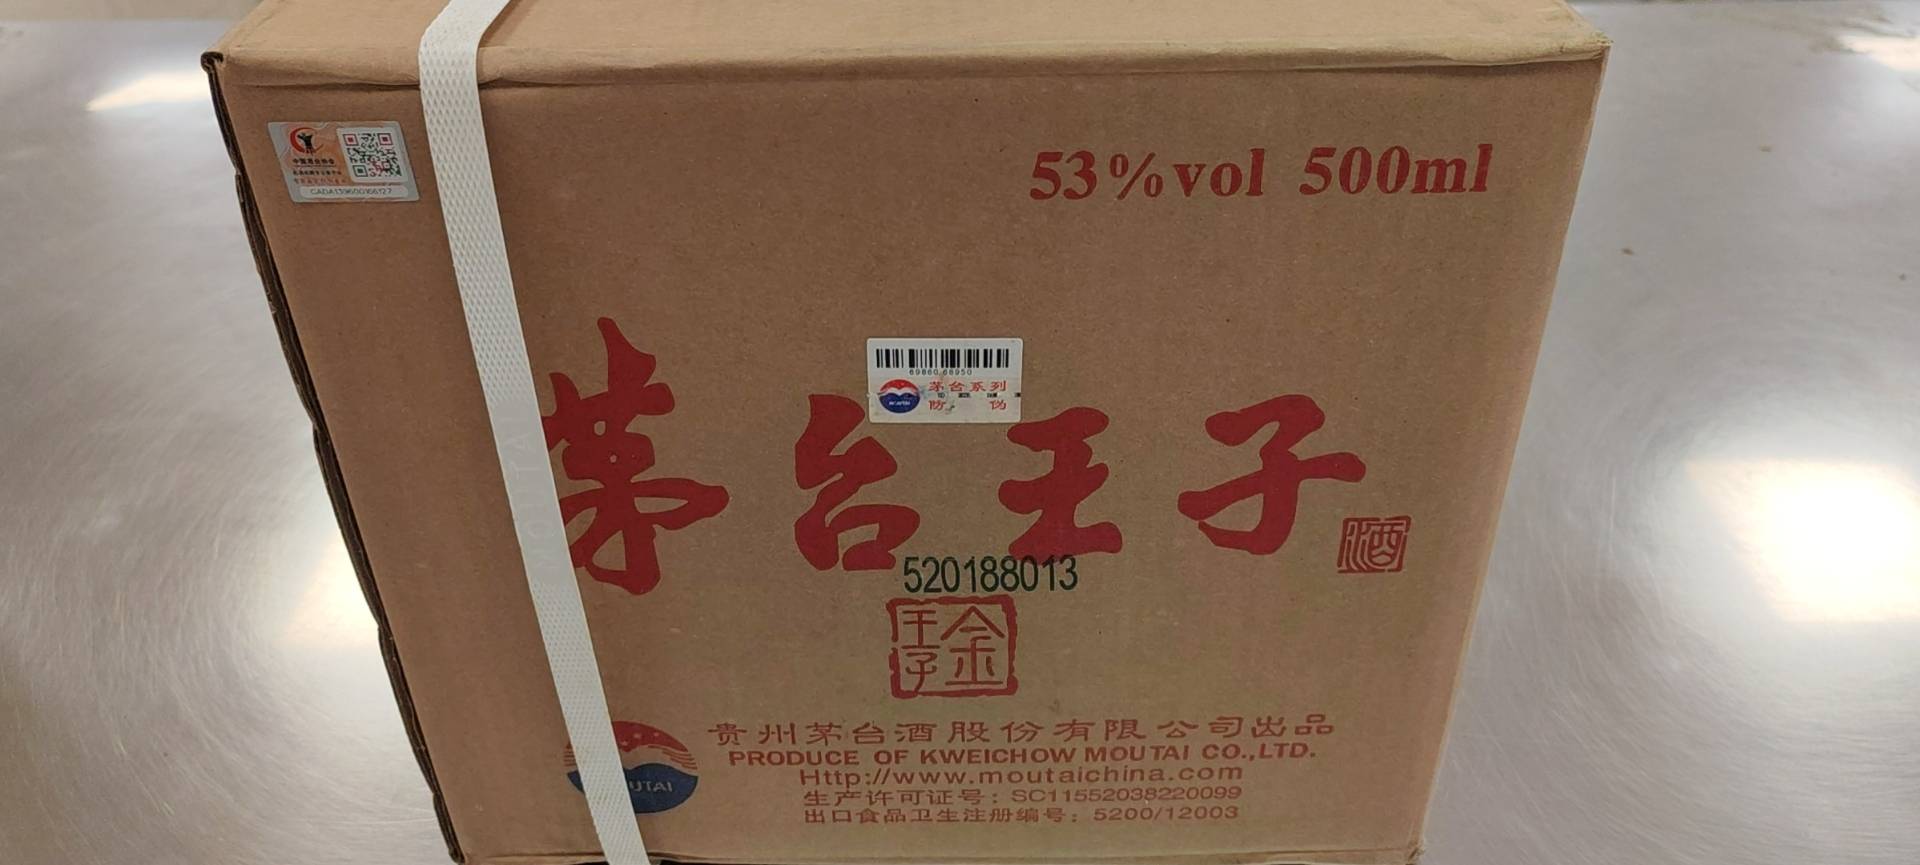 中国酒业协会
CADA139600166127
53%vol 500ml
69860 68950
茅台系列
防 伪
MOUTAI
茅台王子
酒
520188013
金王子
贵州茅台酒股份有限公司出品
PRODUCE OF KWEICHOW MOUTAI CO.,LTD.
Http://www.moutaichina.com
生产许可证号：SC11552038220099
出口食品卫生注册编号：5200/12003
MOUTA
OUTAI